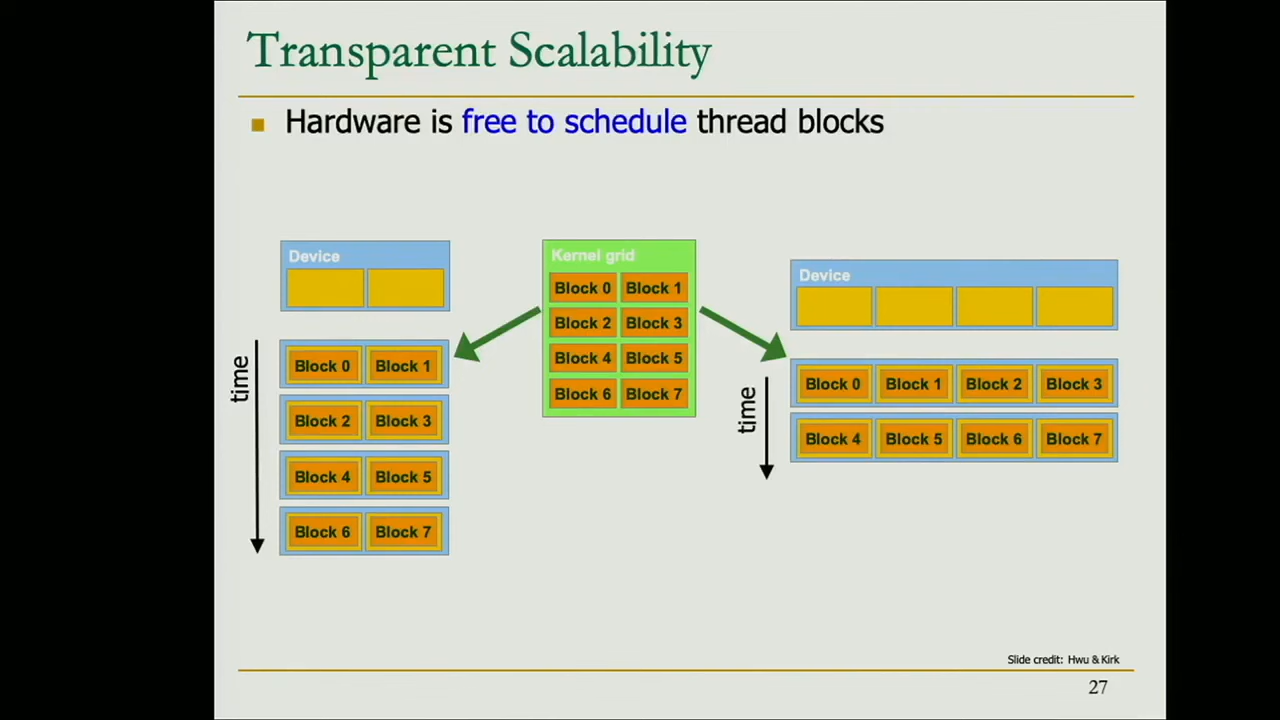 Transparent Scalability
Hardware is free to schedule thread blocks
Device
time
Block 0 Block 1
Block 2 Block 3
Block 4 Block 5
Block 6 Block 7
Kernel grid
Block 0 Block 1
Block 2 Block 3
Block 4 Block 5
Block 6 Block 7
Device
time
Block 0 Block 1 Block 2 Block 3
Block 4 Block 5 Block 6 Block 7
Slide credit: Hwu & Kirk
27